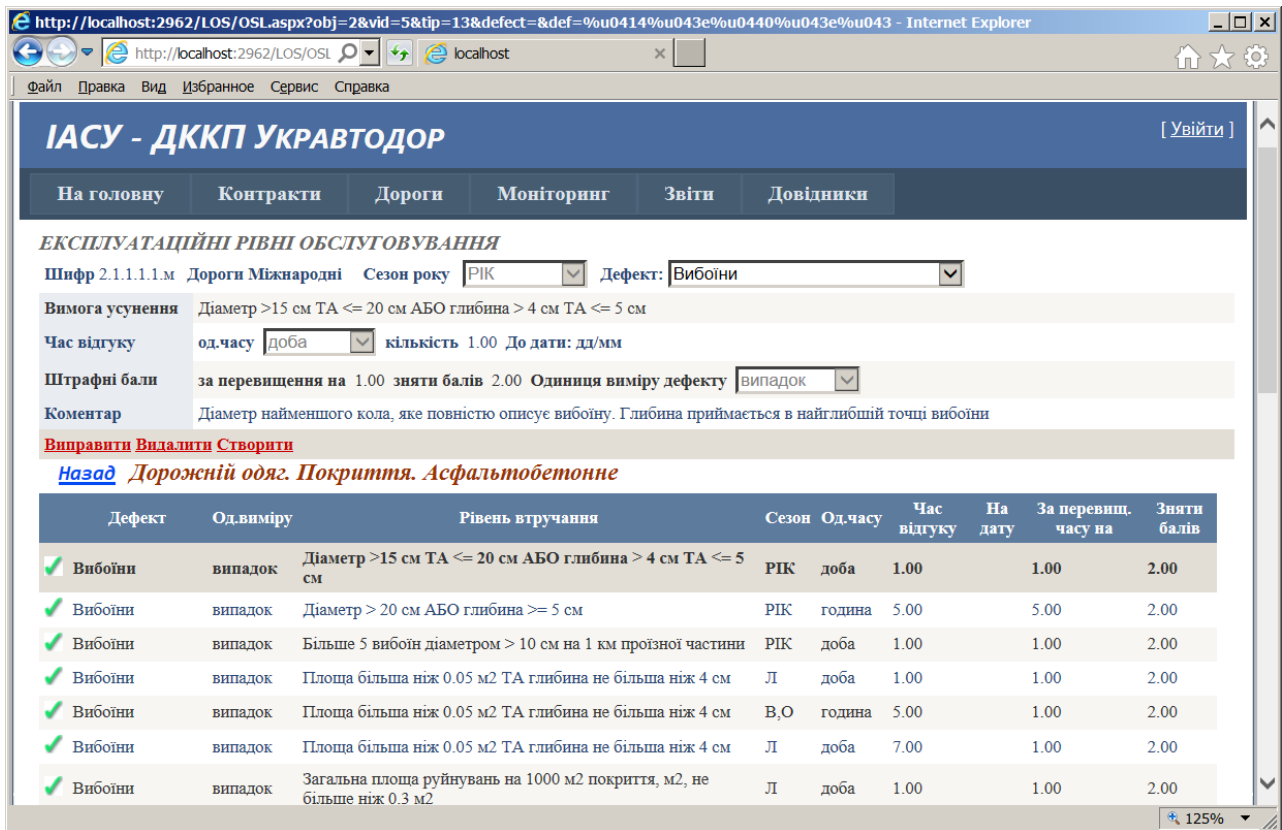 http://localhost:2962/LOS/OSL.aspx?obj=2&vid=5&tip=13&defect=&def=%u0414%u043e%u0440%u043e%u043 - Internet Explorer
http://localhost:2962/LOS/OSL localhost
Файл Правка Вид Избранное Сервис Справка
ІАСУ - ДККП УКРАВТОДОР [ Увійти ]
На головну Контракти Дороги Моніторинг Звіти Довідники
ЕКСПЛУАТАЦІЙНІ РІВНІ ОБСЛУГОВУВАННЯ
Шифр 2.1.1.1.1.м Дороги Міжнародні Сезон року РІК Дефект: Вибоїни
Вимога усунення Діаметр >15 см ТА <= 20 см АБО глибина > 4 см ТА <= 5 см
Час відгуку од.часу доба кількість 1.00 До дати: дд/мм
Штрафні бали за перевищення на 1.00 зняти балів 2.00 Одиниця виміру дефекту випадок
Коментар Діаметр найменшого кола, яке повністю описує вибоїну. Глибина приймається в найглибшій точці вибоїни
Виправити Видалити Створити
Назад Дорожній одяг. Покриття. Асфальтобетонне
Дефект Од.виміру Рівень втручання Сезон Од.часу Час відгуку На дату За перевищ. часу на Зняти балів
Вибоїни випадок Діаметр >15 см ТА <= 20 см АБО глибина > 4 см ТА <= 5 см РІК доба 1.00 1.00 2.00
Вибоїни випадок Діаметр > 20 см АБО глибина >= 5 см РІК година 5.00 5.00 2.00
Вибоїни випадок Більше 5 вибоїн діаметром > 10 см на 1 км проїзної частини РІК доба 1.00 1.00 2.00
Вибоїни випадок Площа більша ніж 0.05 м2 ТА глибина не більша ніж 4 см Л доба 1.00 1.00 2.00
Вибоїни випадок Площа більша ніж 0.05 м2 ТА глибина не більша ніж 4 см В,О година 5.00 1.00 2.00
Вибоїни випадок Площа більша ніж 0.05 м2 ТА глибина не більша ніж 4 см Л доба 7.00 1.00 2.00
Вибоїни випадок Загальна площа руйнувань на 1000 м2 покриття, м2, не більше ніж 0.3 м2 Л доба 1.00 1.00 2.00
125%